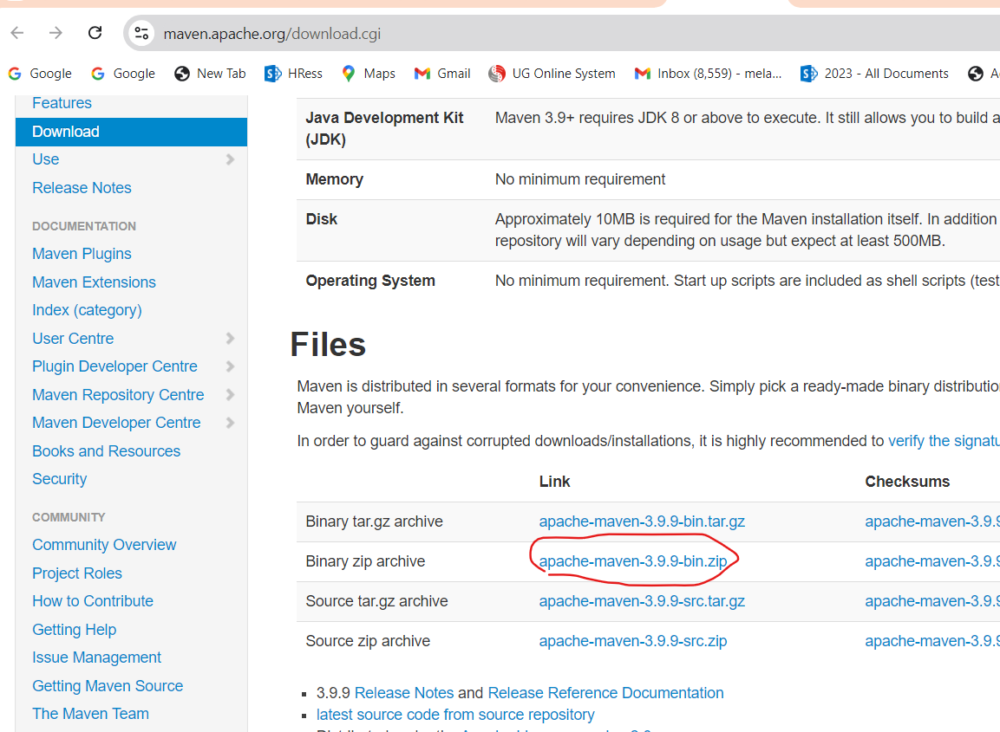 maven.apache.org/download.cgi
Google Google New Tab HRess Maps Gmail UG Online System Inbox (8,559) - mela... 2023 - All Documents
Features
Download
Use
Release Notes
DOCUMENTATION
Maven Plugins
Maven Extensions
Index (category)
User Centre
Plugin Developer Centre
Maven Repository Centre
Maven Developer Centre
Books and Resources
Security
COMMUNITY
Community Overview
Project Roles
How to Contribute
Getting Help
Issue Management
Getting Maven Source
The Maven Team
Java Development Kit Maven 3.9+ requires JDK 8 or above to execute. It still allows you to build a
(JDK)
Memory No minimum requirement
Disk Approximately 10MB is required for the Maven installation itself. In addition
repository will vary depending on usage but expect at least 500MB.
Operating System No minimum requirement. Start up scripts are included as shell scripts (test
Files
Maven is distributed in several formats for your convenience. Simply pick a ready-made binary distributio
Maven yourself.
In order to guard against corrupted downloads/installations, it is highly recommended to verify the signatu
Link Checksums
Binary tar.gz archive apache-maven-3.9.9-bin.tar.gz apache-maven-3.9.9
Binary zip archive apache-maven-3.9.9-bin.zip apache-maven-3.9.9
Source tar.gz archive apache-maven-3.9.9-src.tar.gz apache-maven-3.9.9
Source zip archive apache-maven-3.9.9-src.zip apache-maven-3.9.9
3.9.9 Release Notes and Release Reference Documentation
latest source code from source repository